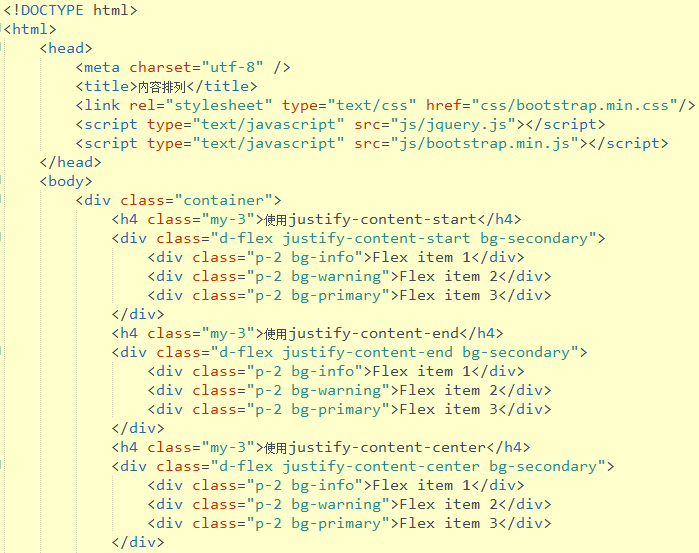 <!DOCTYPE html>
<html>
<head>
<meta charset="utf-8" />
<title>内容排列</title>
<link rel="stylesheet" type="text/css" href="css/bootstrap.min.css"/>
<script type="text/javascript" src="js/jquery.js"></script>
<script type="text/javascript" src="js/bootstrap.min.js"></script>
</head>
<body>
<div class="container">
<h4 class="my-3">使用justify-content-start</h4>
<div class="d-flex justify-content-start bg-secondary">
<div class="p-2 bg-info">Flex item 1</div>
<div class="p-2 bg-warning">Flex item 2</div>
<div class="p-2 bg-primary">Flex item 3</div>
</div>
<h4 class="my-3">使用justify-content-end</h4>
<div class="d-flex justify-content-end bg-secondary">
<div class="p-2 bg-info">Flex item 1</div>
<div class="p-2 bg-warning">Flex item 2</div>
<div class="p-2 bg-primary">Flex item 3</div>
</div>
<h4 class="my-3">使用justify-content-center</h4>
<div class="d-flex justify-content-center bg-secondary">
<div class="p-2 bg-info">Flex item 1</div>
<div class="p-2 bg-warning">Flex item 2</div>
<div class="p-2 bg-primary">Flex item 3</div>
</div>